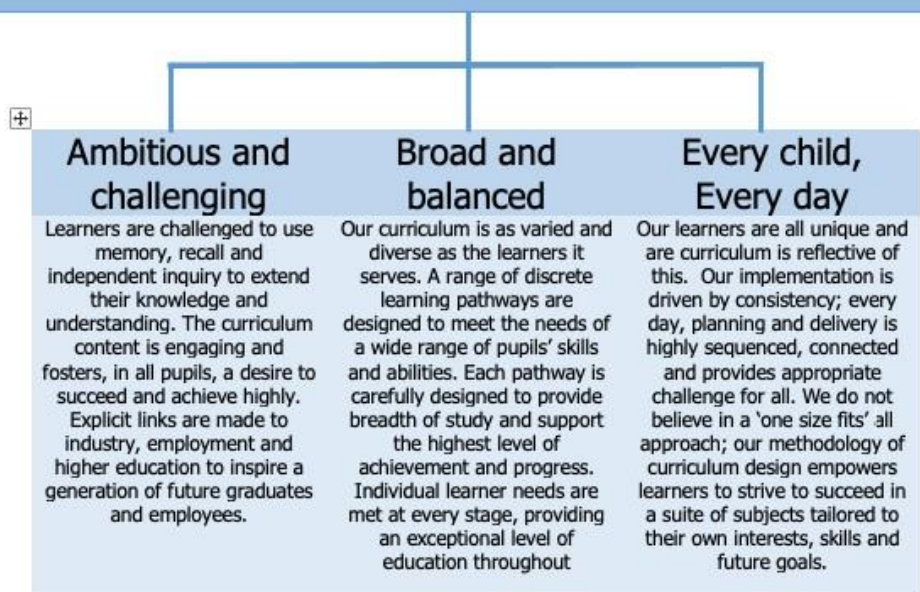 Ambitious and
challenging
Learners are challenged to use
memory, recall and
independent inquiry to extend
their knowledge and
understanding. The curriculum
content is engaging and
fosters, in all pupils, a desire to
succeed and achieve highly.
Explicit links are made to
industry, employment and
higher education to inspire a
generation of future graduates
and employees.
Broad and
balanced
Our curriculum is as varied and
diverse as the learners it
serves. A range of discrete
learning pathways are
designed to meet the needs of
a wide range of pupils' skills
and abilities. Each pathway is
carefully designed to provide
breadth of study and support
the highest level of
achievement and progress.
Individual learner needs are
met at every stage, providing
an exceptional level of
education throughout
Every child,
Every day
Our learners are all unique and
are curriculum is reflective of
this.  Our implementation is
driven by consistency; every
day, planning and delivery is
highly sequenced, connected
and provides appropriate
challenge for all. We do not
believe in a ‘one size fits’ all
approach; our methodology of
curriculum design empowers
learners to strive to succeed in
a suite of subjects tailored to
their own interests, skills and
future goals.